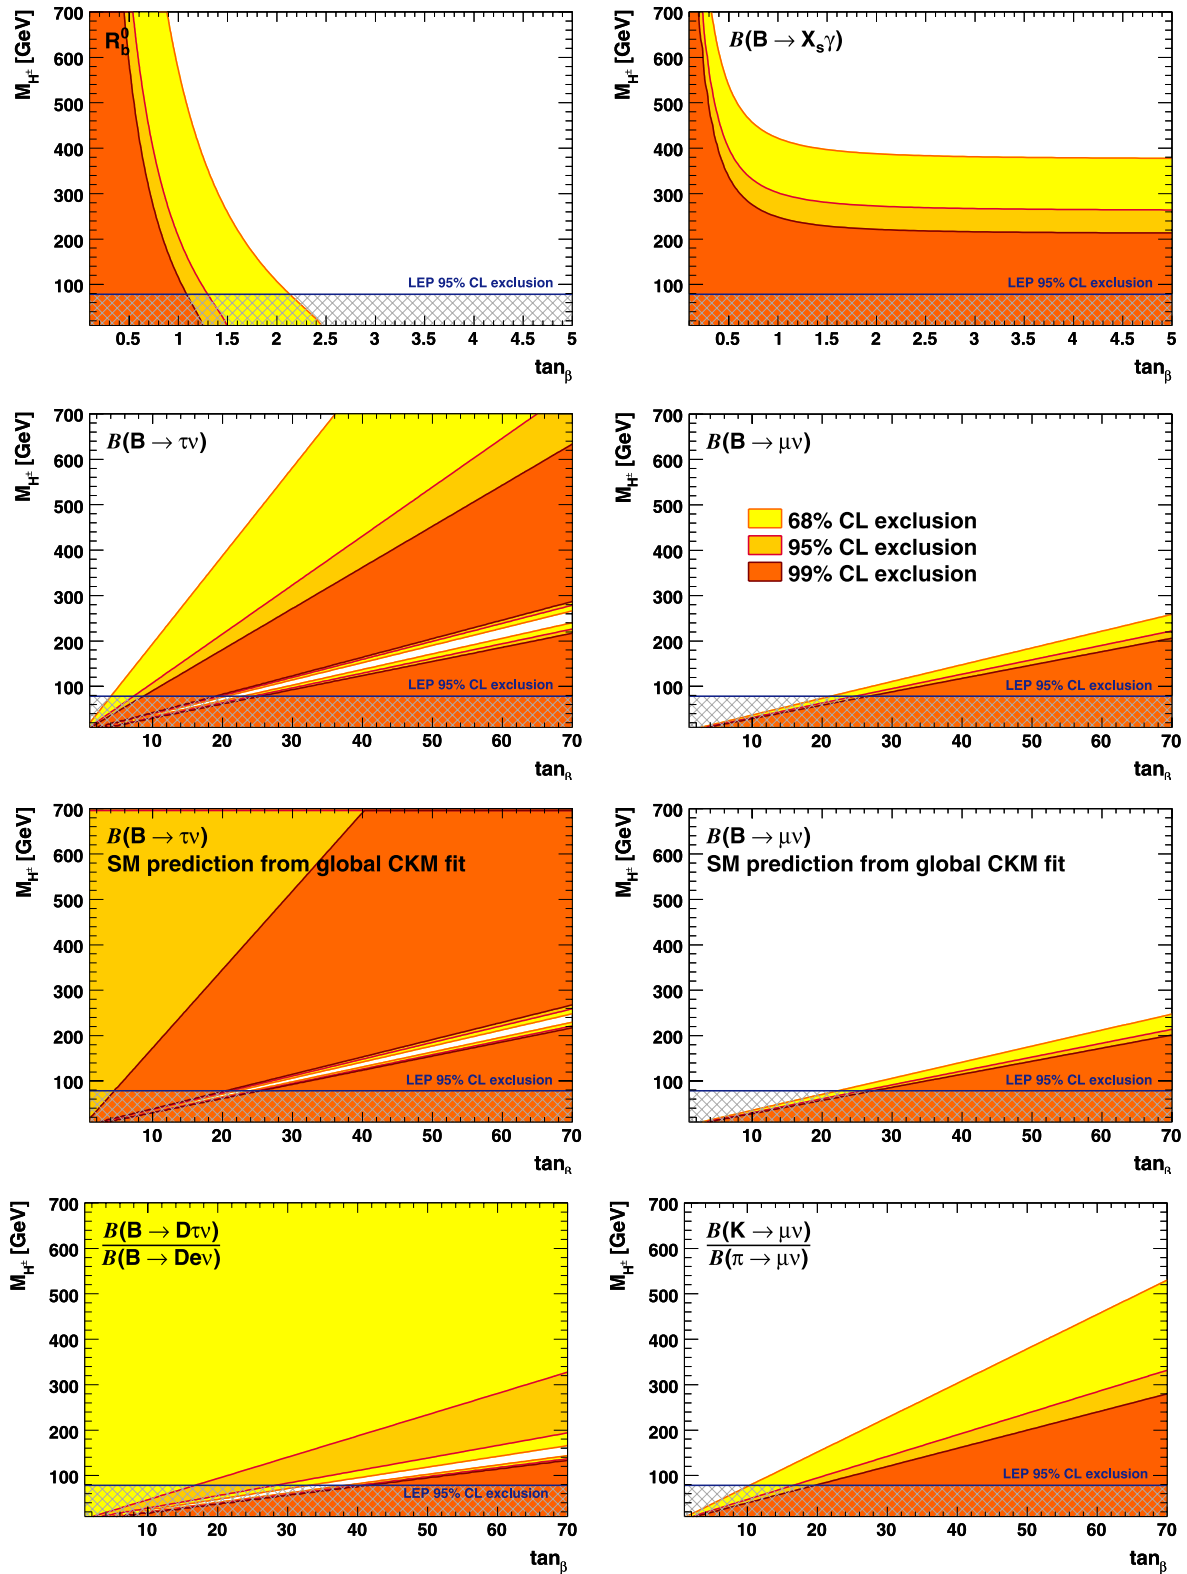 R_b^0
M_H± [GeV]
700
600
500
400
300
200
100
LEP 95% CL exclusion
0.5 1 1.5 2 2.5 3 3.5 4 4.5 5
tan_β
B(B → X_sγ)
M_H± [GeV]
700
600
500
400
300
200
100
LEP 95% CL exclusion
0.5 1 1.5 2 2.5 3 3.5 4 4.5 5
tan_β
B(B → τν)
M_H± [GeV]
700
600
500
400
300
200
100
LEP 95% CL exclusion
10 20 30 40 50 60 70
tan_β
B(B → μν)
M_H± [GeV]
700
600
500
400
300
200
100
68% CL exclusion
95% CL exclusion
99% CL exclusion
LEP 95% CL exclusion
10 20 30 40 50 60 70
tan_β
B(B → τν)
SM prediction from global CKM fit
M_H± [GeV]
700
600
500
400
300
200
100
LEP 95% CL exclusion
10 20 30 40 50 60 70
tan_β
B(B → μν)
SM prediction from global CKM fit
M_H± [GeV]
700
600
500
400
300
200
100
LEP 95% CL exclusion
10 20 30 40 50 60 70
tan_β
B(B → Dτν)
B(B → Deν)
M_H± [GeV]
700
600
500
400
300
200
100
LEP 95% CL exclusion
10 20 30 40 50 60 70
tan_β
B(K → μν)
B(π → μν)
M_H± [GeV]
700
600
500
400
300
200
100
LEP 95% CL exclusion
10 20 30 40 50 60 70
tan_β